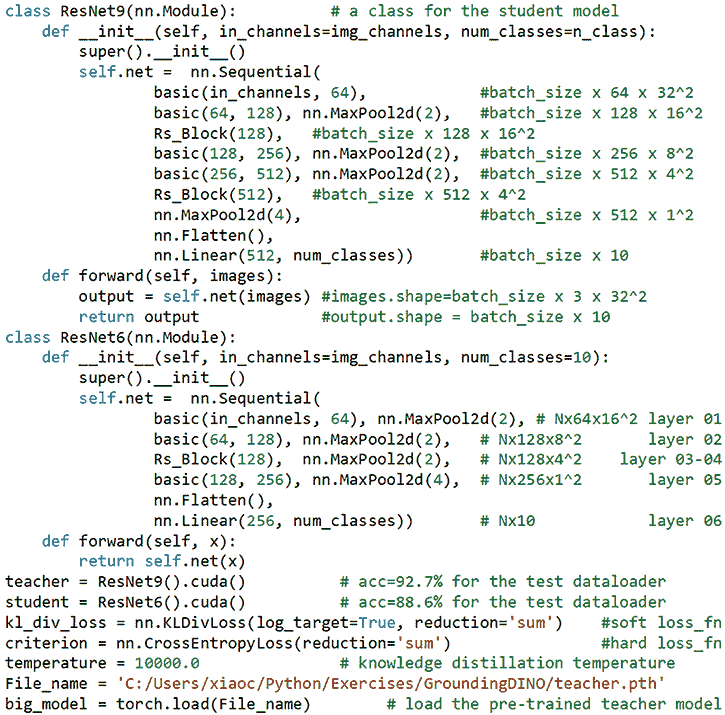 class ResNet9(nn.Module):          # a class for the student model
    def __init__(self, in_channels=img_channels, num_classes=n_class):
        super().__init__()
        self.net =  nn.Sequential(
                basic(in_channels, 64),            #batch_size x 64 x 32^2
                basic(64, 128), nn.MaxPool2d(2),   #batch_size x 128 x 16^2
                Rs_Block(128),   #batch_size x 128 x 16^2
                basic(128, 256), nn.MaxPool2d(2),  #batch_size x 256 x 8^2
                basic(256, 512), nn.MaxPool2d(2),  #batch_size x 512 x 4^2
                Rs_Block(512),   #batch_size x 512 x 4^2
                nn.MaxPool2d(4),                   #batch_size x 512 x 1^2
                nn.Flatten(),
                nn.Linear(512, num_classes))       #batch_size x 10
    def forward(self, images):
        output = self.net(images) #images.shape=batch_size x 3 x 32^2
        return output             #output.shape = batch_size x 10
class ResNet6(nn.Module):
    def __init__(self, in_channels=img_channels, num_classes=10):
        super().__init__()
        self.net =  nn.Sequential(
                basic(in_channels, 64), nn.MaxPool2d(2), # Nx64x16^2 layer 01
                basic(64, 128), nn.MaxPool2d(2),   # Nx128x8^2       layer 02
                Rs_Block(128),  nn.MaxPool2d(2),   # Nx128x4^2    layer 03-04
                basic(128, 256), nn.MaxPool2d(4),  # Nx256x1^2       layer 05
                nn.Flatten(),
                nn.Linear(256, num_classes))       # Nx10            layer 06
    def forward(self, x):
        return self.net(x)
teacher = ResNet9().cuda()             # acc=92.7% for the test dataloader
student = ResNet6().cuda()             # acc=88.6% for the test dataloader
kl_div_loss = nn.KLDivLoss(log_target=True, reduction='sum')    #soft loss_fn
criterion = nn.CrossEntropyLoss(reduction='sum')                #hard loss_fn
temperature = 10000.0               # knowledge distillation temperature
File_name = 'C:/Users/xiaoc/Python/Exercises/GroundingDINO/teacher.pth'
big_model = torch.load(File_name)        # load the pre-trained teacher model